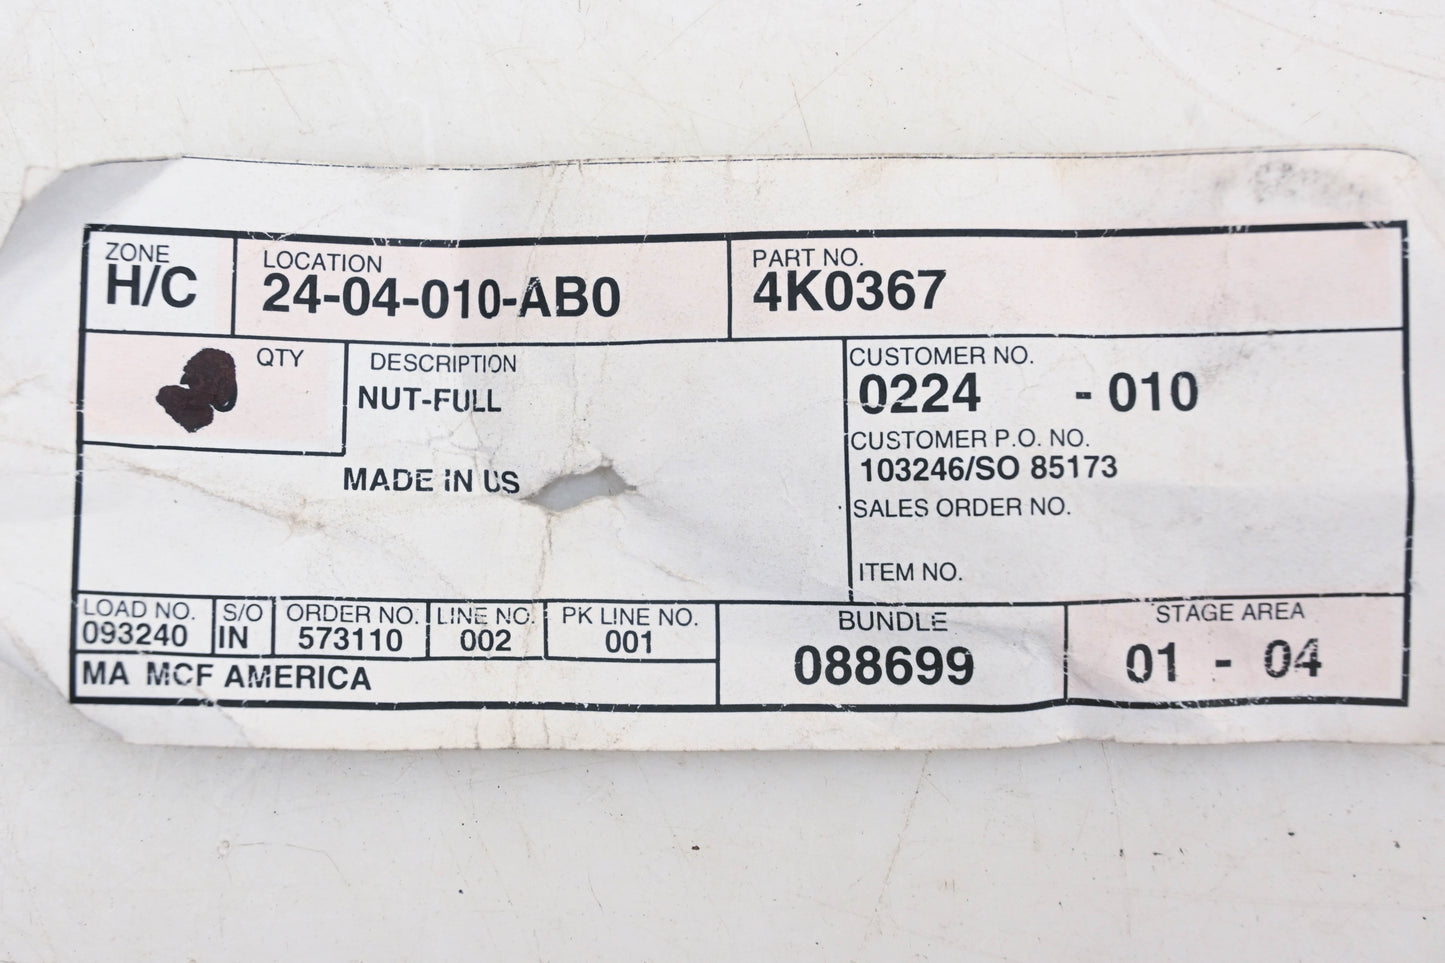 ZONE
H/C
LOCATION
24-04-010-AB0
PART NO.
4K0367
QTY
DESCRIPTION
NUT-FULL
MADE IN US
CUSTOMER NO.
0224 - 010
CUSTOMER P.O. NO.
103246/SO 85173
SALES ORDER NO.
ITEM NO.
LOAD NO.
093240
S/O
IN
ORDER NO.
573110
LINE NO.
002
PK LINE NO.
001
MA MCF AMERICA
BUNDLE
088699
STAGE AREA
01 - 04